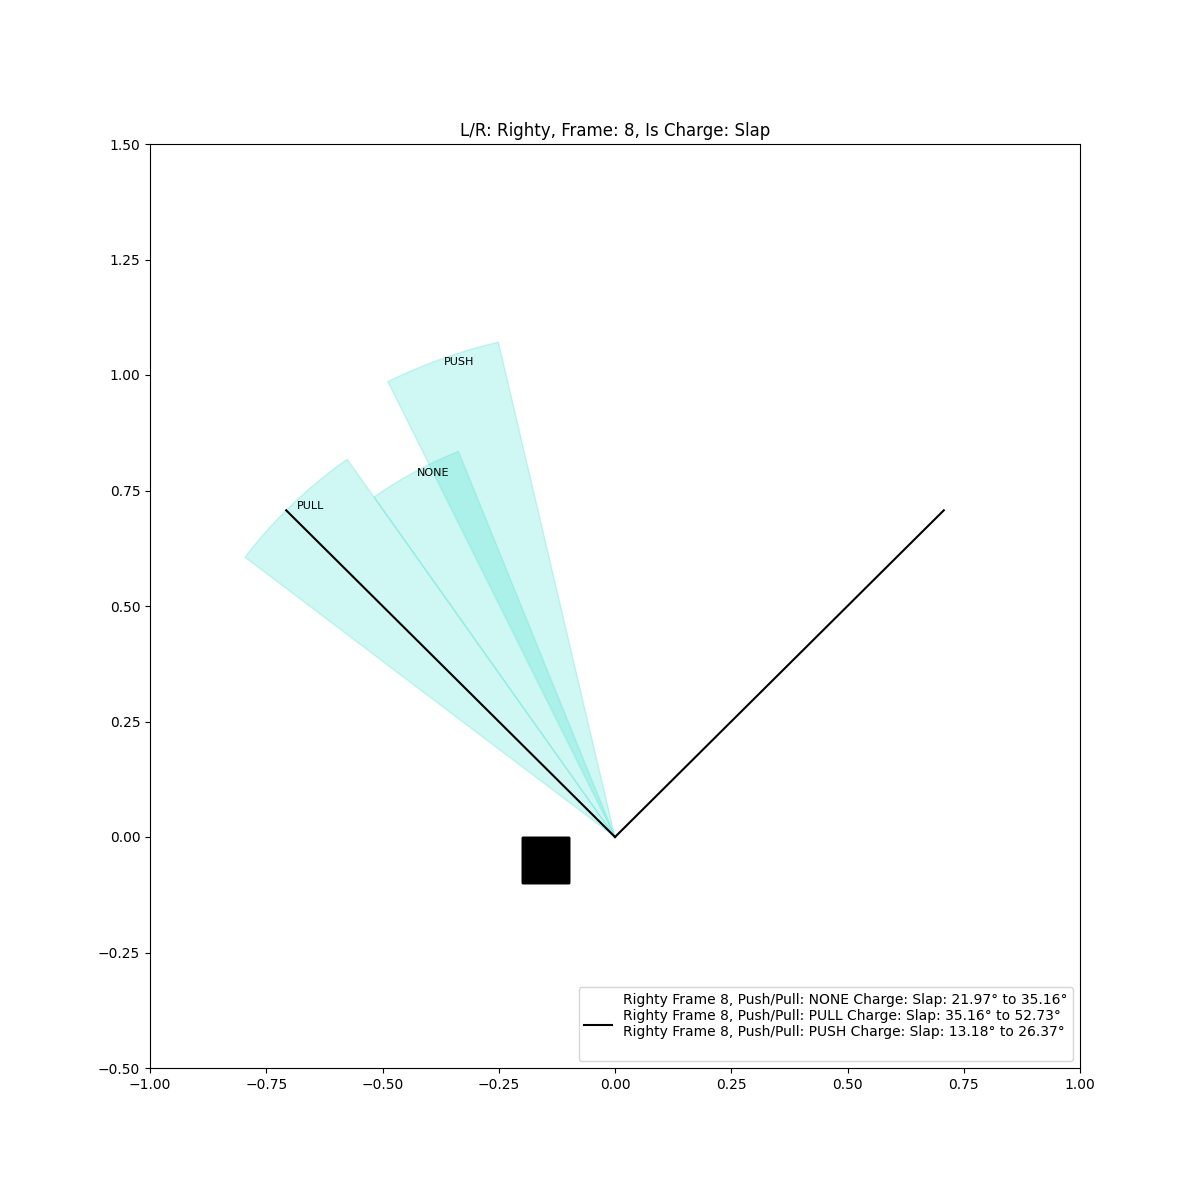 L/R: Righty, Frame: 8, Is Charge: Slap
1.50
1.25
1.00
0.75
0.50
0.25
0.00
−0.25
−0.50
PUSH
NONE
PULL
Righty Frame 8, Push/Pull: NONE Charge: Slap: 21.97° to 35.16°
Righty Frame 8, Push/Pull: PULL Charge: Slap: 35.16° to 52.73°
Righty Frame 8, Push/Pull: PUSH Charge: Slap: 13.18° to 26.37°
−1.00 −0.75 −0.50 −0.25 0.00 0.25 0.50 0.75 1.00